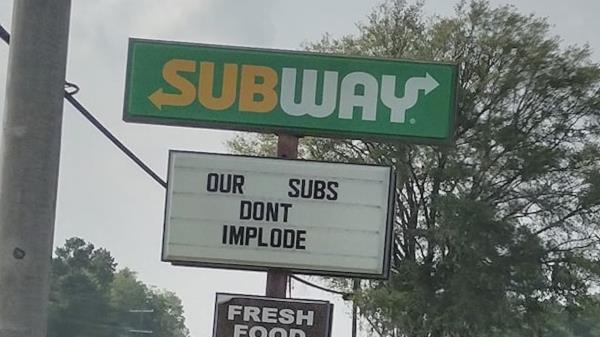 SUBWAY
OUR SUBS
DONT
IMPLODE
FRESH
FOOD